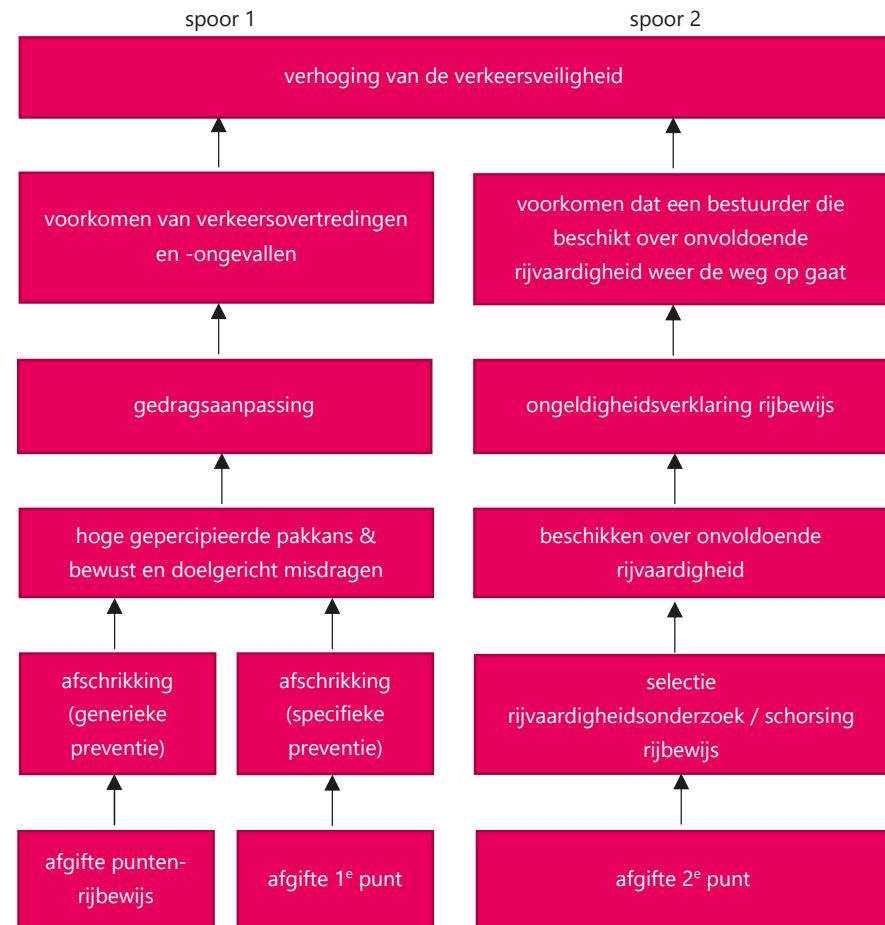 spoor 1
spoor 2
verhoging van de verkeersveiligheid
voorkomen van verkeersovertredingen
en -ongevallen
voorkomen dat een bestuurder die
beschikt over onvoldoende
rijvaardigheid weer de weg op gaat
gedragsaanpassing
ongeldigheidsverklaring rijbewijs
hoge gepercipieerde pakkans &
bewust en doelgericht misdragen
beschikken over onvoldoende
rijvaardigheid
afschrikking
(generieke
preventie)
afschrikking
(specifieke
preventie)
selectie
rijvaardigheidsonderzoek / schorsing
rijbewijs
afgifte punten-
rijbewijs
afgifte 1e punt
afgifte 2e punt